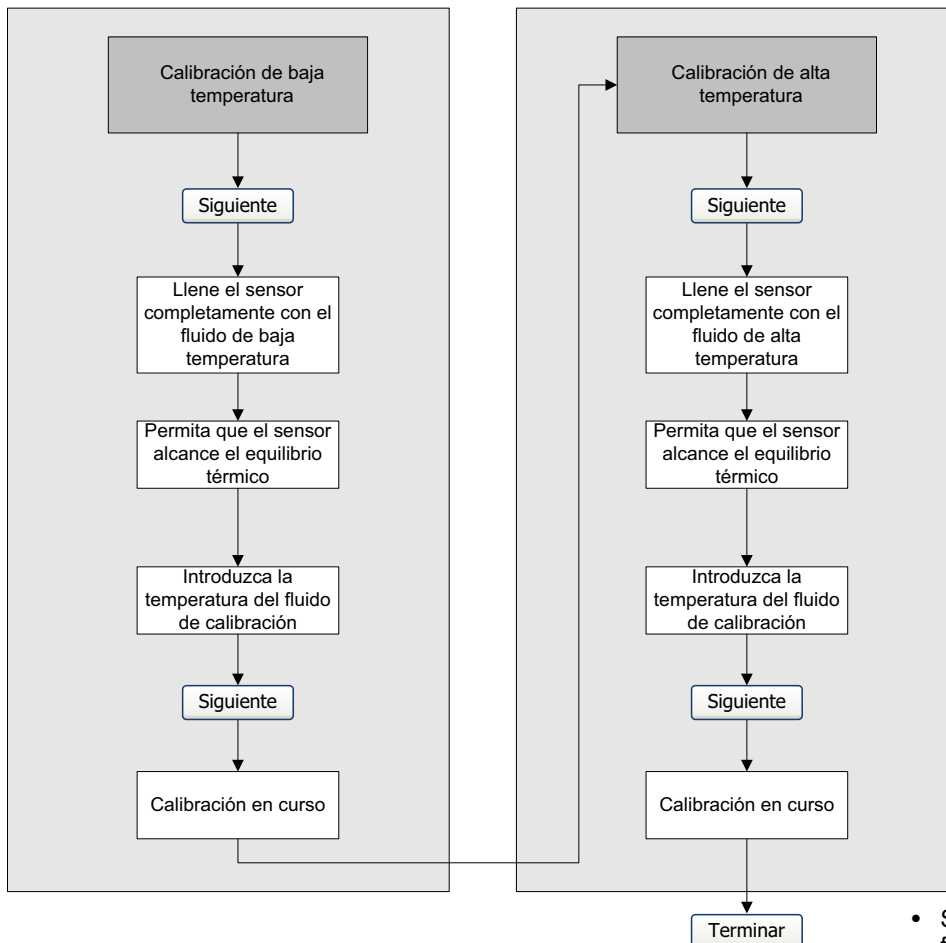 Calibración de baja
temperatura
Siguiente
Llene el sensor
completamente con el
fluido de baja
temperatura
Permita que el sensor
alcance el equilibrio
térmico
Introduzca la
temperatura del fluido
de calibración
Siguiente
Calibración en curso
Calibración de alta
temperatura
Siguiente
Llene el sensor
completamente con el
fluido de alta
temperatura
Permita que el sensor
alcance el equilibrio
térmico
Introduzca la
temperatura del fluido
de calibración
Siguiente
Calibración en curso
Terminar